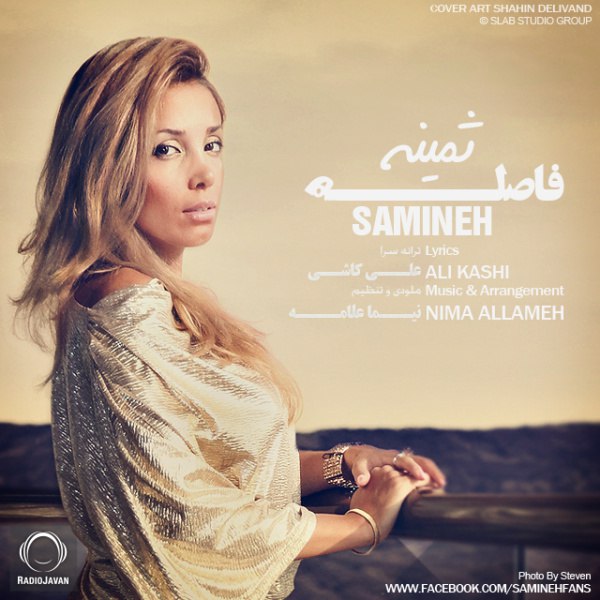 COVER ART SHAHIN DELIVAND
© SLAB STUDIO GROUP
ثمینه
فاصله
SAMINEH
ترانه سرا Lyrics
علی کاشی ALI KASHI
ملودی و تنظیم Music & Arrangement
نیما علامه NIMA ALLAMEH
RADIOJAVAN
Photo By Steven
WWW.FACEBOOK.COM/SAMINEHFANS